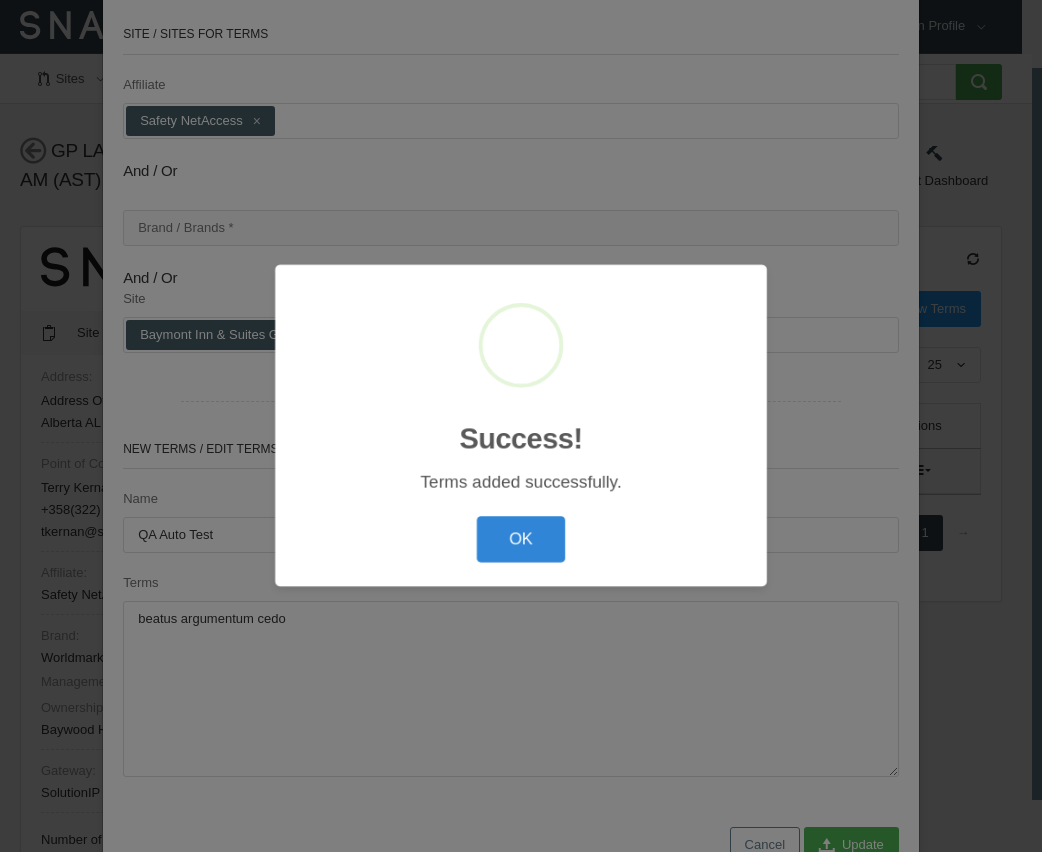 SNA
n Profile
Sites
GP LA
AM (AST)
t Dashboard
SN
w Terms
Site
25
Address:
Address O
Alberta AL
ions
Point of Co
Terry Kerna
+358(322)
tkernan@s
1
Affiliate:
Safety Net
Brand:
Worldmark
Manageme
Ownership
Baywood H
Gateway:
SolutionIP
Number of
SITE / SITES FOR TERMS
Affiliate
Safety NetAccess ×
And / Or
Brand / Brands *
And / Or
Site
Baymont Inn & Suites G
NEW TERMS / EDIT TERMS
Name
QA Auto Test
Terms
beatus argumentum cedo
Cancel
Update
Success!
Terms added successfully.
OK